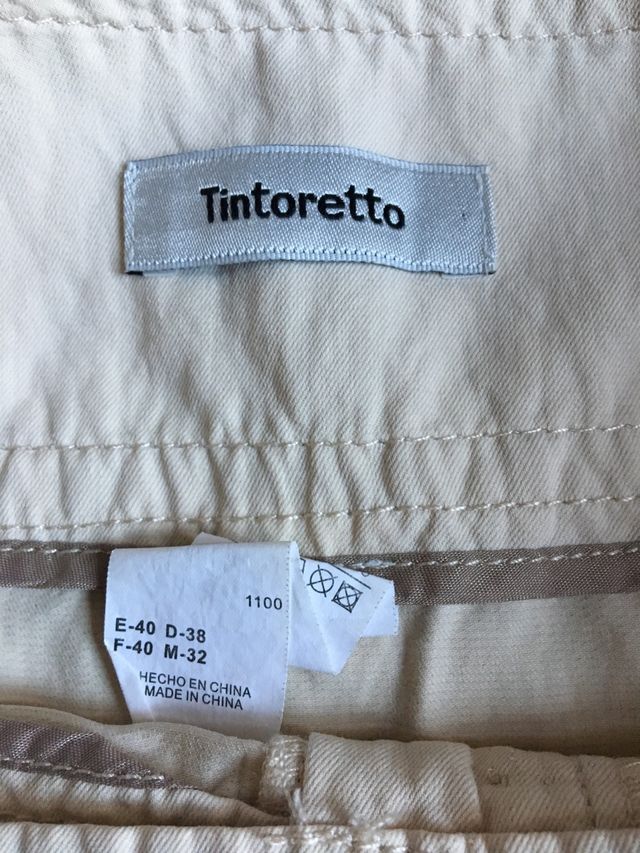 Tintoretto
1100
E-40 D-38
F-40 M-32
HECHO EN CHINA
MADE IN CHINA